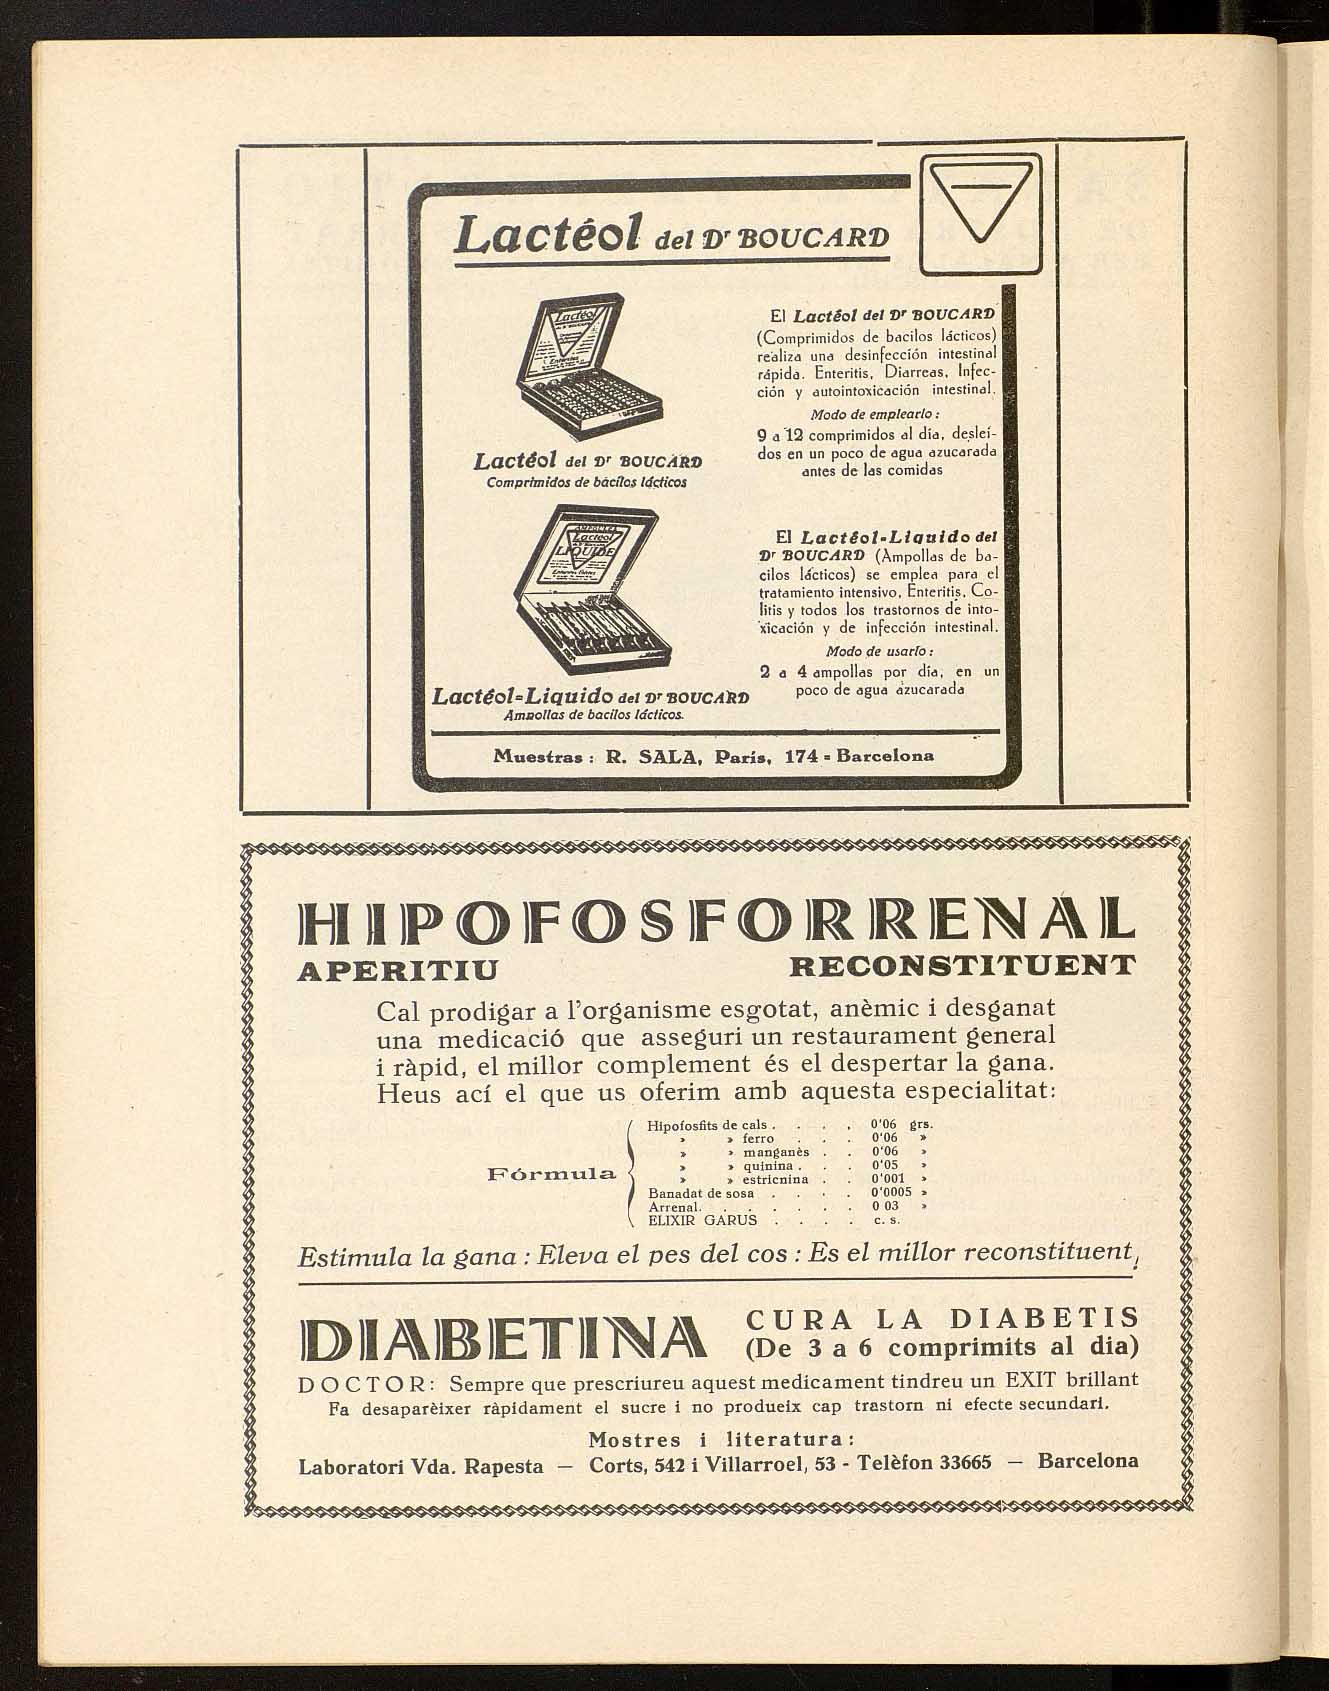 Lactéol del Dr BOUCARD
Lactéol
Lactéol del Dr BOUCARD
Comprimidos de bacilos lácticos
El Lactéol del Dr BOUCARD
(Comprimidos de bacilos lácticos)
realiza una desinfección intestinal
rápida. Enteritis, Diarreas, Infec-
ción y autointoxicación intestinal.
Modo de emplearlo :
9 a 12 comprimidos al dia, desleí-
dos en un poco de agua azucarada
antes de las comidas
AMPOULES
Lactéol
LIQUIDE
Lactéol-Liquido del Dr BOUCARD
Ampollas de bacilos lácticos.
El Lactéol-Liquido del
Dr BOUCARD (Ampollas de ba-
cilos lácticos) se emplea para el
tratamiento intensivo, Enteritis, Co-
litis y todos los trastornos de into-
xicación y de infección intestinal.
Modo de usarlo :
2 a 4 ampollas por día, en un
poco de agua azucarada
Muestras : R. SALA, París, 174 - Barcelona
HIPOFOSFORRENAL
APERITIU RECONSTITUENT
Cal prodigar a l'organisme esgotat, anèmic i desganat
una medicació que asseguri un restaurament general
i ràpid, el millor complement és el despertar la gana.
Heus ací el que us oferim amb aquesta especialitat:
Fórmula
Hipofosfits de cals . . . . 0'06 grs.
» » ferro . . . 0'06 »
» » manganès . . 0'06 »
» » quinina . . . 0'05 »
» » estricnina . . 0'001 »
Banadat de sosa . . . . 0'0005 »
Arrenal. . . . . . . 0 03 »
ELIXIR GARUS . . . . c. s.
Estimula la gana : Eleva el pes del cos : Es el millor reconstituent,
DIABETINA
CURA LA DIABETIS
(De 3 a 6 comprimits al dia)
DOCTOR: Sempre que prescriureu aquest medicament tindreu un EXIT brillant
Fa desaparèixer ràpidament el sucre i no produeix cap trastorn ni efecte secundari.
Mostres i literatura :
Laboratori Vda. Rapesta — Corts, 542 i Villarroel, 53 - Telèfon 33665 — Barcelona